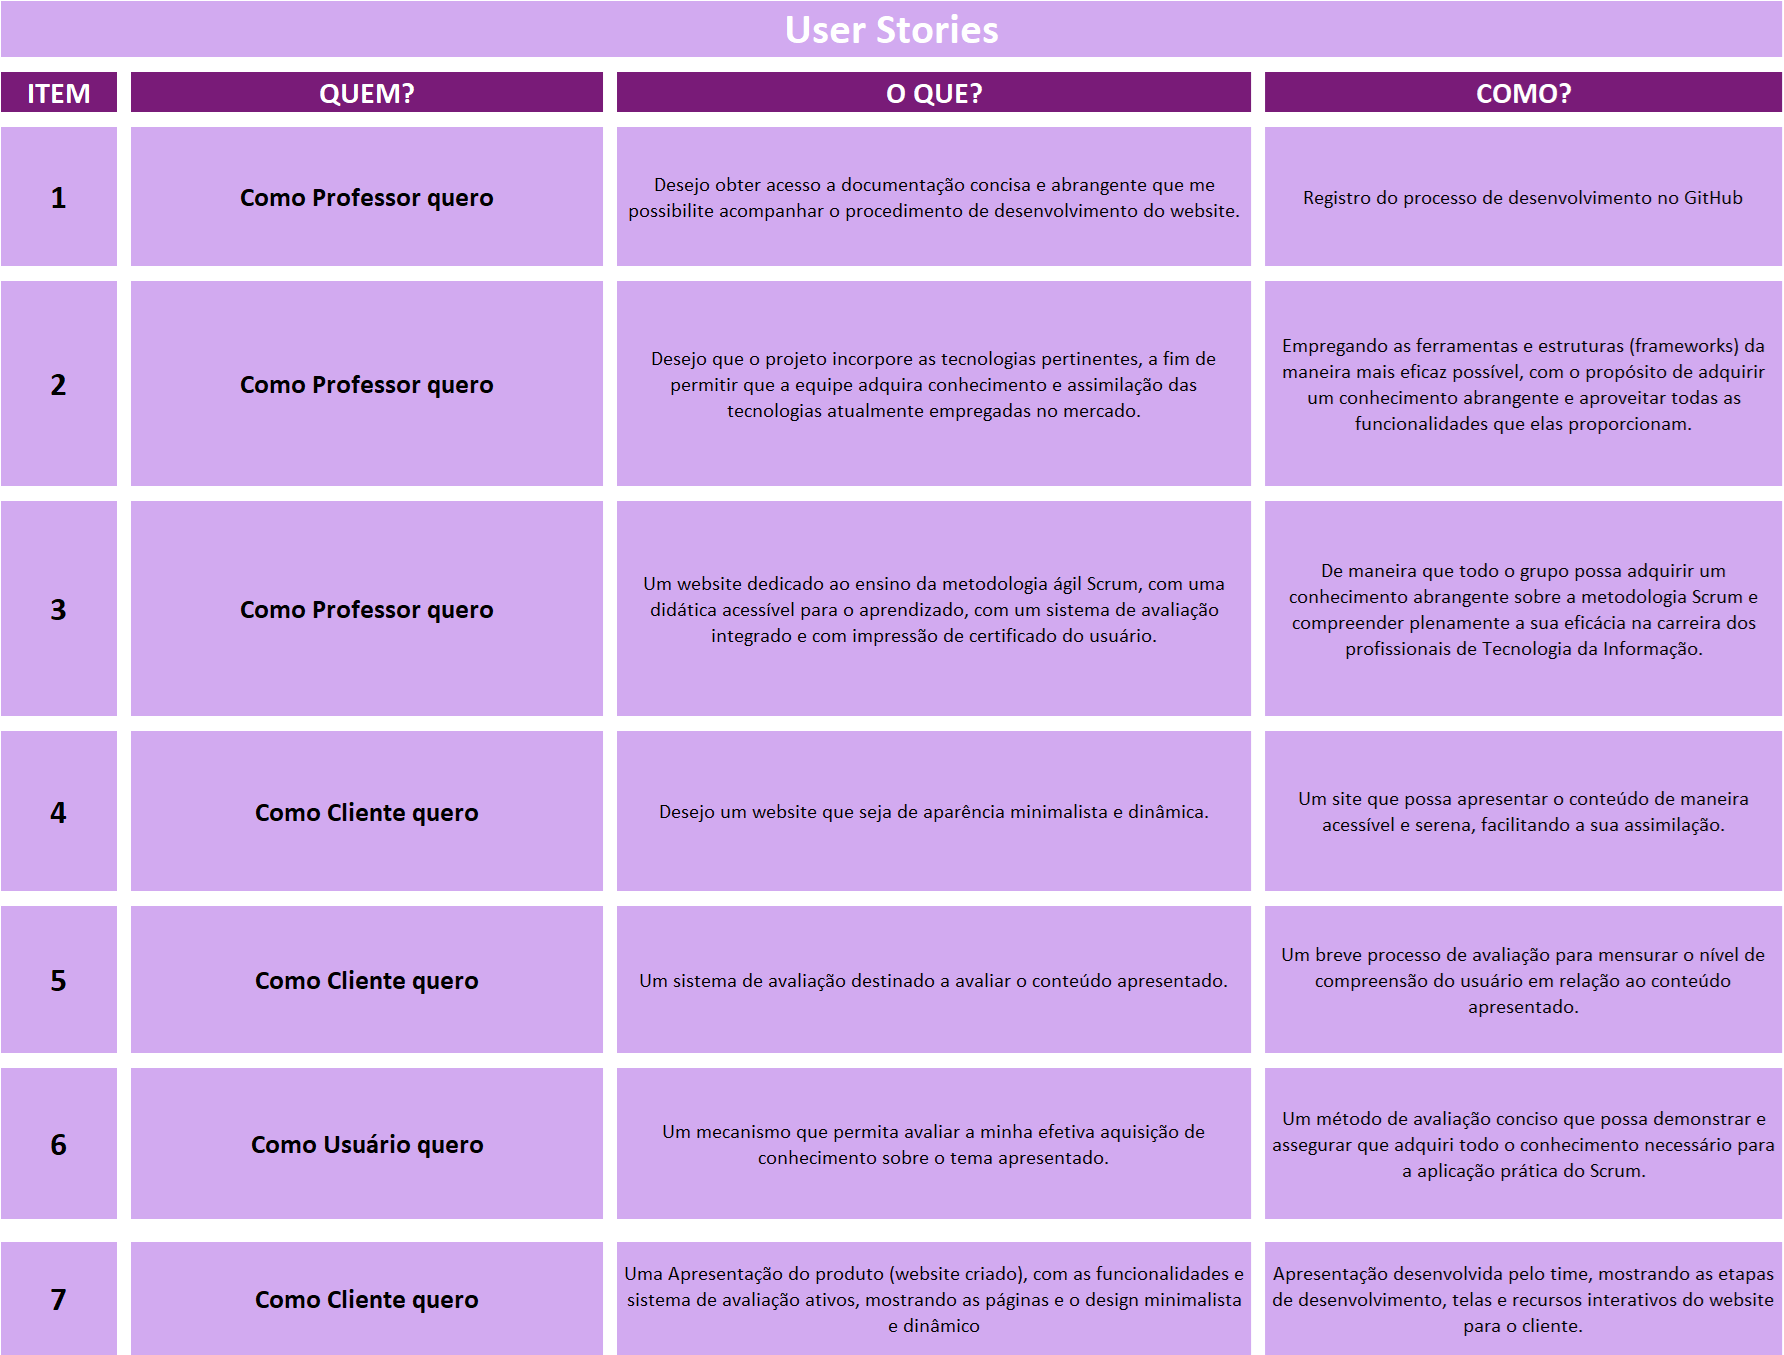 User Stories
ITEM QUEM? O QUE? COMO?
1
Como Professor quero
Desejo obter acesso a documentação concisa e abrangente que me
possibilite acompanhar o procedimento de desenvolvimento do website.
Registro do processo de desenvolvimento no GitHub
2
Como Professor quero
Desejo que o projeto incorpore as tecnologias pertinentes, a fim de
permitir que a equipe adquira conhecimento e assimilação das
tecnologias atualmente empregadas no mercado.
Empregando as ferramentas e estruturas (frameworks) da
maneira mais eficaz possível, com o propósito de adquirir
um conhecimento abrangente e aproveitar todas as
funcionalidades que elas proporcionam.
3
Como Professor quero
Um website dedicado ao ensino da metodologia ágil Scrum, com uma
didática acessível para o aprendizado, com um sistema de avaliação
integrado e com impressão de certificado do usuário.
De maneira que todo o grupo possa adquirir um
conhecimento abrangente sobre a metodologia Scrum e
compreender plenamente a sua eficácia na carreira dos
profissionais de Tecnologia da Informação.
4
Como Cliente quero
Desejo um website que seja de aparência minimalista e dinâmica.
Um site que possa apresentar o conteúdo de maneira
acessível e serena, facilitando a sua assimilação.
5
Como Cliente quero
Um sistema de avaliação destinado a avaliar o conteúdo apresentado.
Um breve processo de avaliação para mensurar o nível de
compreensão do usuário em relação ao conteúdo
apresentado.
6
Como Usuário quero
Um mecanismo que permita avaliar a minha efetiva aquisição de
conhecimento sobre o tema apresentado.
Um método de avaliação conciso que possa demonstrar e
assegurar que adquiri todo o conhecimento necessário para
a aplicação prática do Scrum.
7
Como Cliente quero
Uma Apresentação do produto (website criado), com as funcionalidades e
sistema de avaliação ativos, mostrando as páginas e o design minimalista
e dinâmico
Apresentação desenvolvida pelo time, mostrando as etapas
de desenvolvimento, telas e recursos interativos do website
para o cliente.